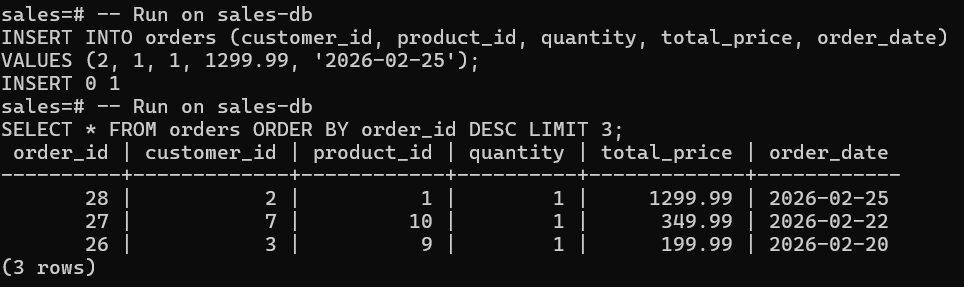 sales=# -- Run on sales-db
INSERT INTO orders (customer_id, product_id, quantity, total_price, order_date)
VALUES (2, 1, 1, 1299.99, '2026-02-25');
INSERT 0 1
sales=# -- Run on sales-db
SELECT * FROM orders ORDER BY order_id DESC LIMIT 3;
 order_id | customer_id | product_id | quantity | total_price | order_date
----------+-------------+------------+----------+-------------+------------
       28 |           2 |          1 |        1 |     1299.99 | 2026-02-25
       27 |           7 |         10 |        1 |      349.99 | 2026-02-22
       26 |           3 |          9 |        1 |      199.99 | 2026-02-20
(3 rows)